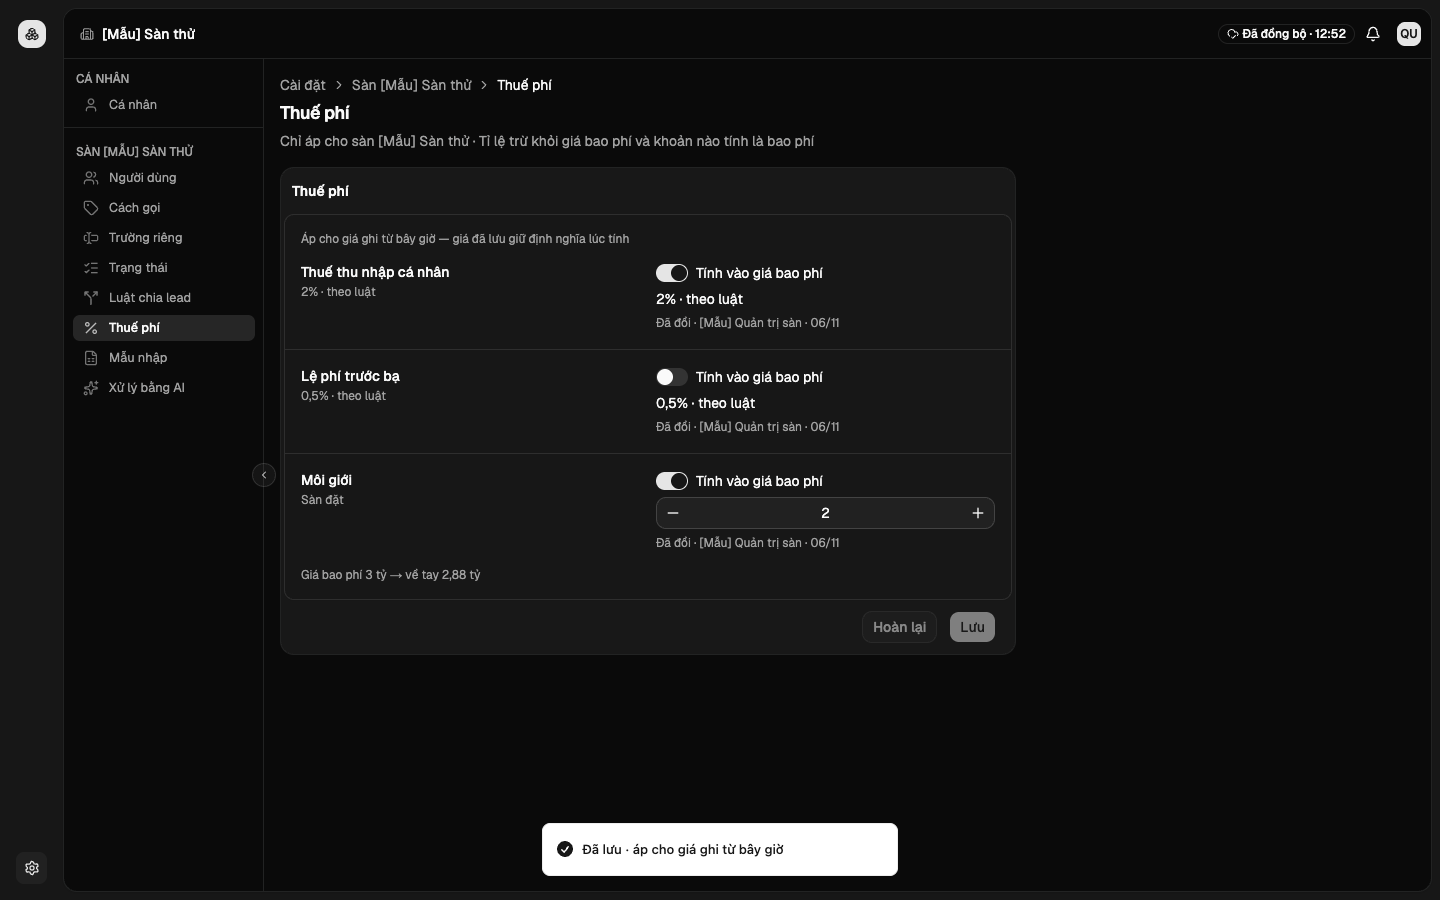 [Mẫu] Sàn thử
Đã đồng bộ · 12:52
QU
CÁ NHÂN
Cá nhân
SÀN [MẪU] SÀN THỬ
Người dùng
Cách gọi
Trường riêng
Trạng thái
Luật chia lead
Thuế phí
Mẫu nhập
Xử lý bằng AI
Cài đặt > Sàn [Mẫu] Sàn thử > Thuế phí
Thuế phí
Chỉ áp cho sàn [Mẫu] Sàn thử · Tỉ lệ trừ khỏi giá bao phí và khoản nào tính là bao phí
Thuế phí
Áp cho giá ghi từ bây giờ — giá đã lưu giữ định nghĩa lúc tính
Thuế thu nhập cá nhân
2% · theo luật
Tính vào giá bao phí
2% · theo luật
Đã đổi · [Mẫu] Quản trị sàn · 06/11
Lệ phí trước bạ
0,5% · theo luật
Tính vào giá bao phí
0,5% · theo luật
Đã đổi · [Mẫu] Quản trị sàn · 06/11
Môi giới
Sàn đặt
Tính vào giá bao phí
2
Đã đổi · [Mẫu] Quản trị sàn · 06/11
Giá bao phí 3 tỷ → về tay 2,88 tỷ
Hoàn lại
Lưu
Đã lưu · áp cho giá ghi từ bây giờ